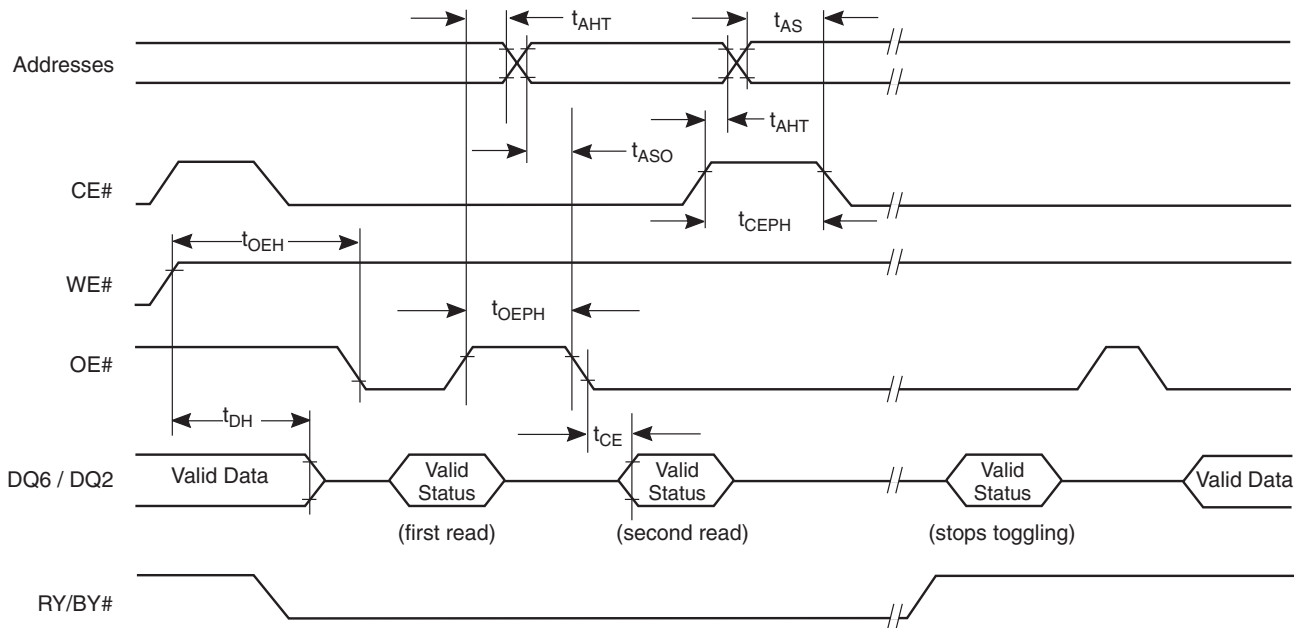 tAHT
tAS
Addresses
tAHT
tASO
CE#
tCEPH
tOEH
WE#
tOEPH
OE#
tDH
tCE
DQ6 / DQ2
Valid Data
Valid
Status
Valid
Status
Valid
Status
Valid Data
(first read)
(second read)
(stops toggling)
RY/BY#